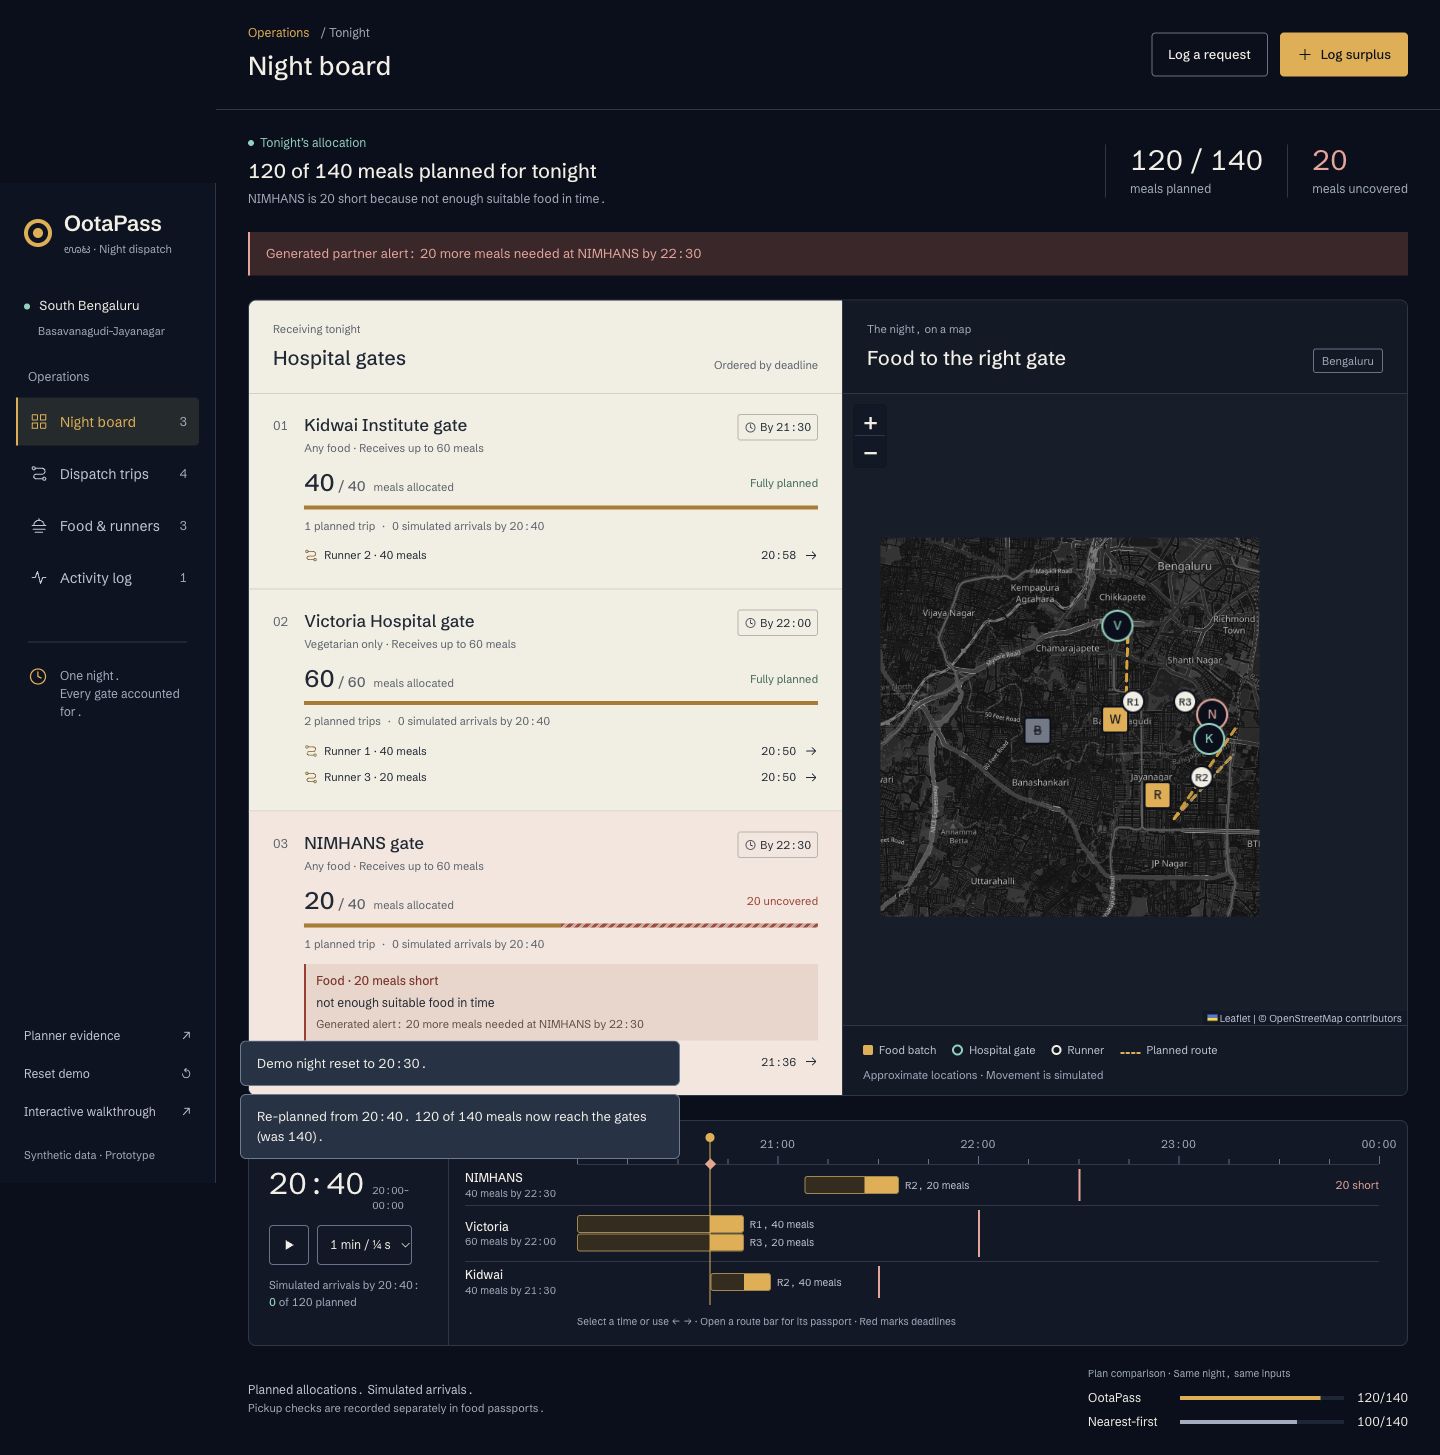 Operations / Tonight
Night board
Log a request
+ Log surplus
Tonight's allocation
120 of 140 meals planned for tonight
NIMHANS is 20 short because not enough suitable food in time.
120 / 140
meals planned
20
meals uncovered
OotaPass
ಊಟ · Night dispatch
South Bengaluru
Basavanagudi–Jayanagar
Operations
Night board 3
Dispatch trips 4
Food & runners 3
Activity log 1
One night.
Every gate accounted
for.
Planner evidence ↗
Reset demo
Interactive walkthrough ↗
Synthetic data · Prototype
Generated partner alert: 20 more meals needed at NIMHANS by 22:30
Receiving tonight
Hospital gates
Ordered by deadline
01 Kidwai Institute gate By 21:30
Any food · Receives up to 60 meals
40 / 40 meals allocated Fully planned
1 planned trip · 0 simulated arrivals by 20:40
Runner 2 · 40 meals 20:58 →
02 Victoria Hospital gate By 22:00
Vegetarian only · Receives up to 60 meals
60 / 60 meals allocated Fully planned
2 planned trips · 0 simulated arrivals by 20:40
Runner 1 · 40 meals 20:50 →
Runner 3 · 20 meals 20:50 →
03 NIMHANS gate By 22:30
Any food · Receives up to 60 meals
20 / 40 meals allocated 20 uncovered
1 planned trip · 0 simulated arrivals by 20:40
Food · 20 meals short
not enough suitable food in time
Generated alert: 20 more meals needed at NIMHANS by 22:30
21:36 →
Demo night reset to 20:30.
Re-planned from 20:40. 120 of 140 meals now reach the gates
(was 140).
The night, on a map
Food to the right gate
Bengaluru
+
−
Magadi Road
Bengaluru
Kempapura
Agrahara
Chikkapete
Vijaya Nagar
Richmond
Town
V
Chamarajapete
Mysore Road
Shanti Nagar
R1
R3
N
50 Feet Road
B
W
K
80 Feet Road
Banashankari
Jayanagar
R2
R
Annamma
Betta
BT
JP Nagar
Uttarahalli
Leaflet | © OpenStreetMap contributors
Food batch Hospital gate Runner Planned route
Approximate locations · Movement is simulated
20:40 20:00–
00:00
1 min / ¼ s
Simulated arrivals by 20:40:
0 of 120 planned
21:00 22:00 23:00 00:00
NIMHANS
40 meals by 22:30
R2, 20 meals
20 short
Victoria
60 meals by 22:00
R1, 40 meals
R3, 20 meals
Kidwai
40 meals by 21:30
R2, 40 meals
Select a time or use ← → · Open a route bar for its passport · Red marks deadlines
Planned allocations. Simulated arrivals.
Pickup checks are recorded separately in food passports.
Plan comparison · Same night, same inputs
OotaPass 120/140
Nearest-first 100/140